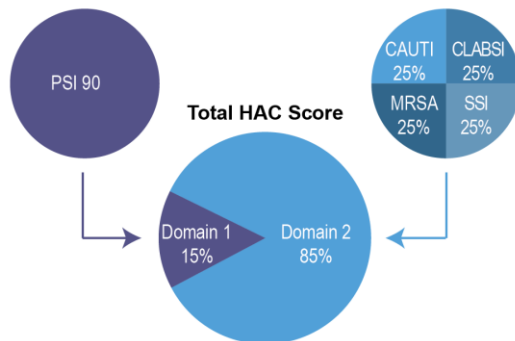 PSI 90
CAUTI
25%
CLABSI
25%
MRSA
25%
SSI
25%
Total HAC Score
Domain 1
15%
Domain 2
85%